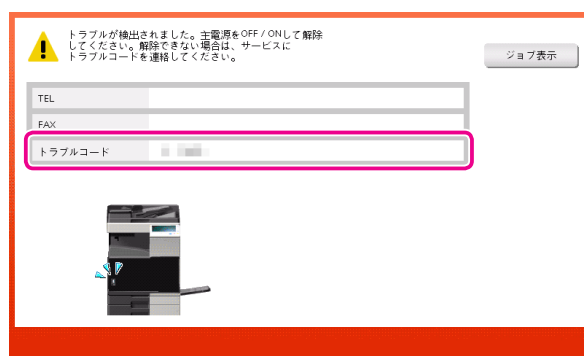 トラブルが検出されました。主電源をOFF / ONして解除
してください。解除できない場合は、サービスに
トラブルコードを連絡してください。
ジョブ表示
TEL
FAX
トラブルコード